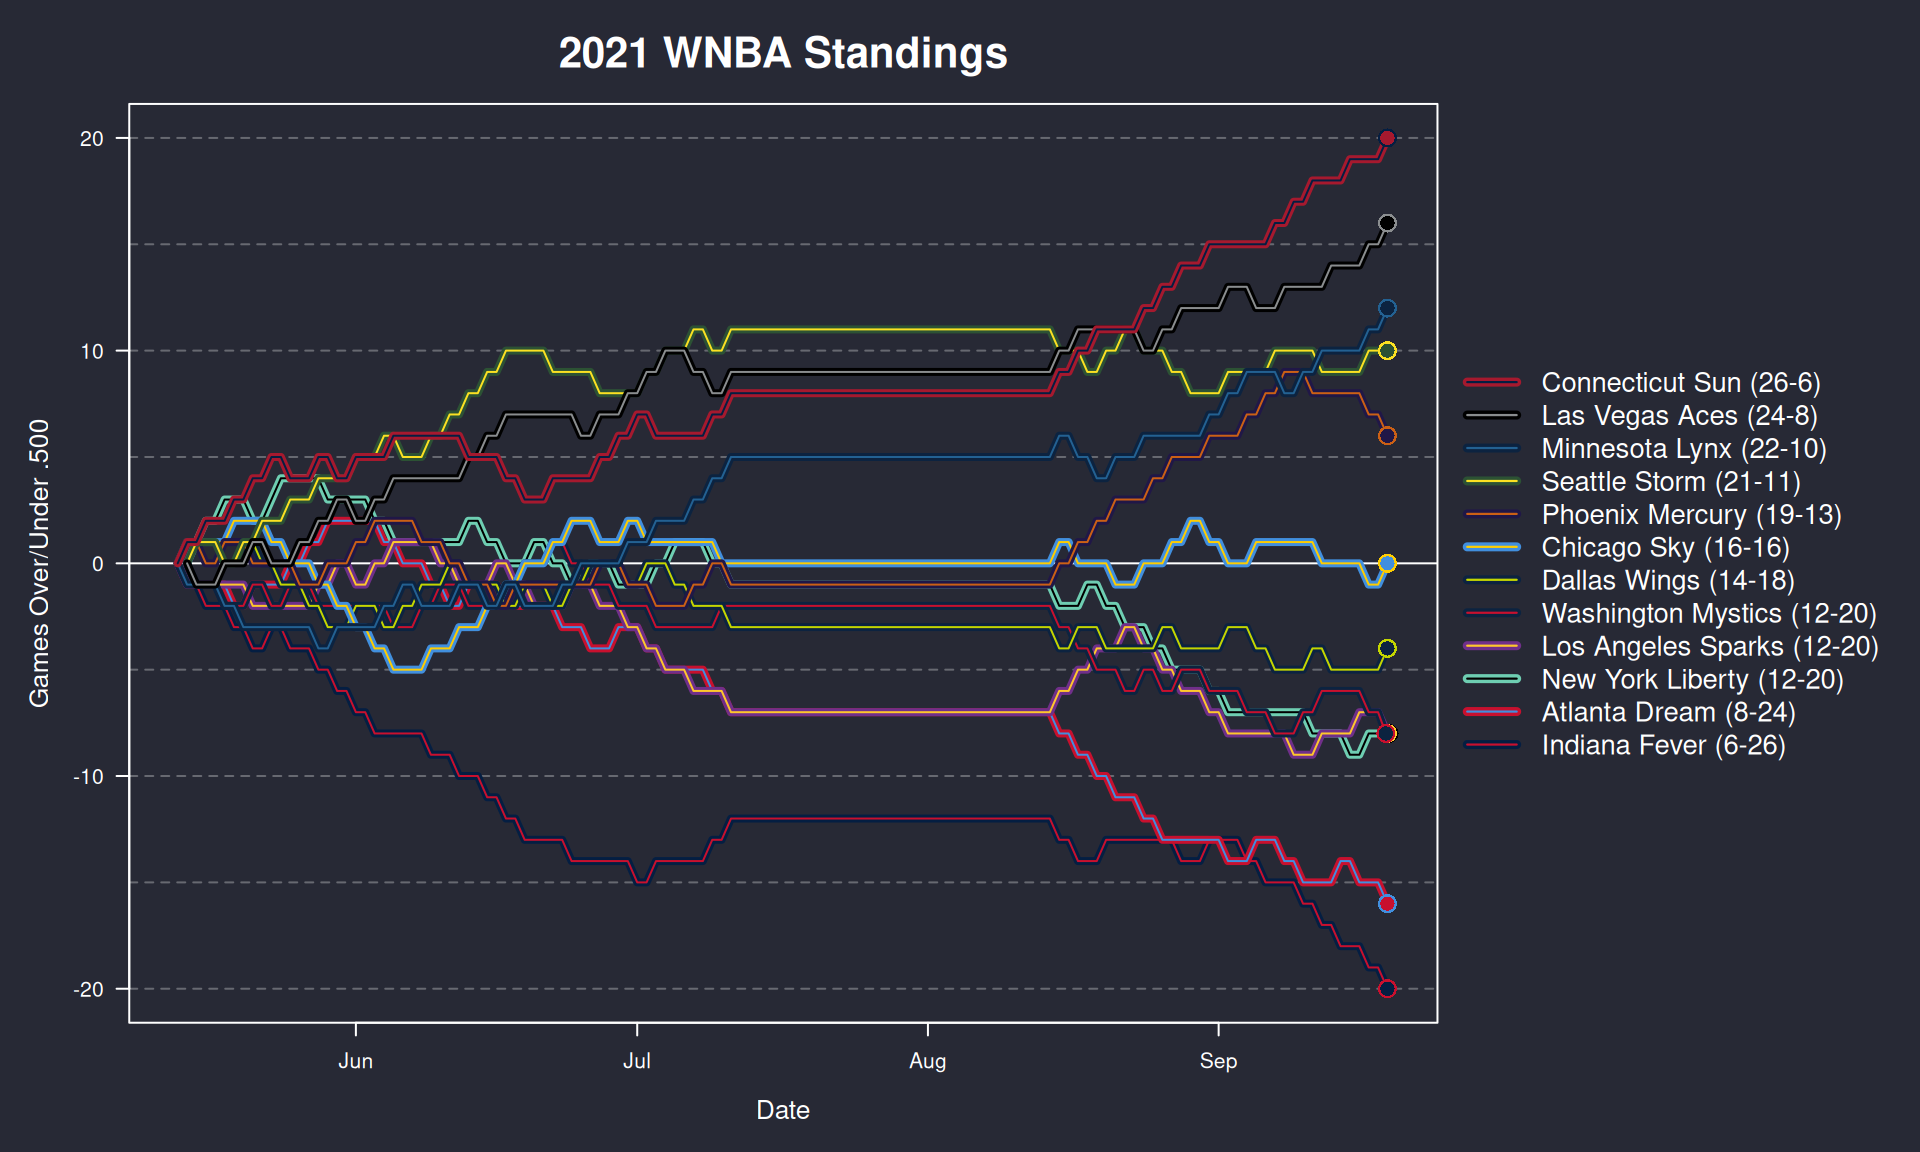 2021 WNBA Standings
Games Over/Under .500
20
10
0
-10
-20
Jun
Jul
Aug
Sep
Date
Connecticut Sun (26-6)
Las Vegas Aces (24-8)
Minnesota Lynx (22-10)
Seattle Storm (21-11)
Phoenix Mercury (19-13)
Chicago Sky (16-16)
Dallas Wings (14-18)
Washington Mystics (12-20)
Los Angeles Sparks (12-20)
New York Liberty (12-20)
Atlanta Dream (8-24)
Indiana Fever (6-26)